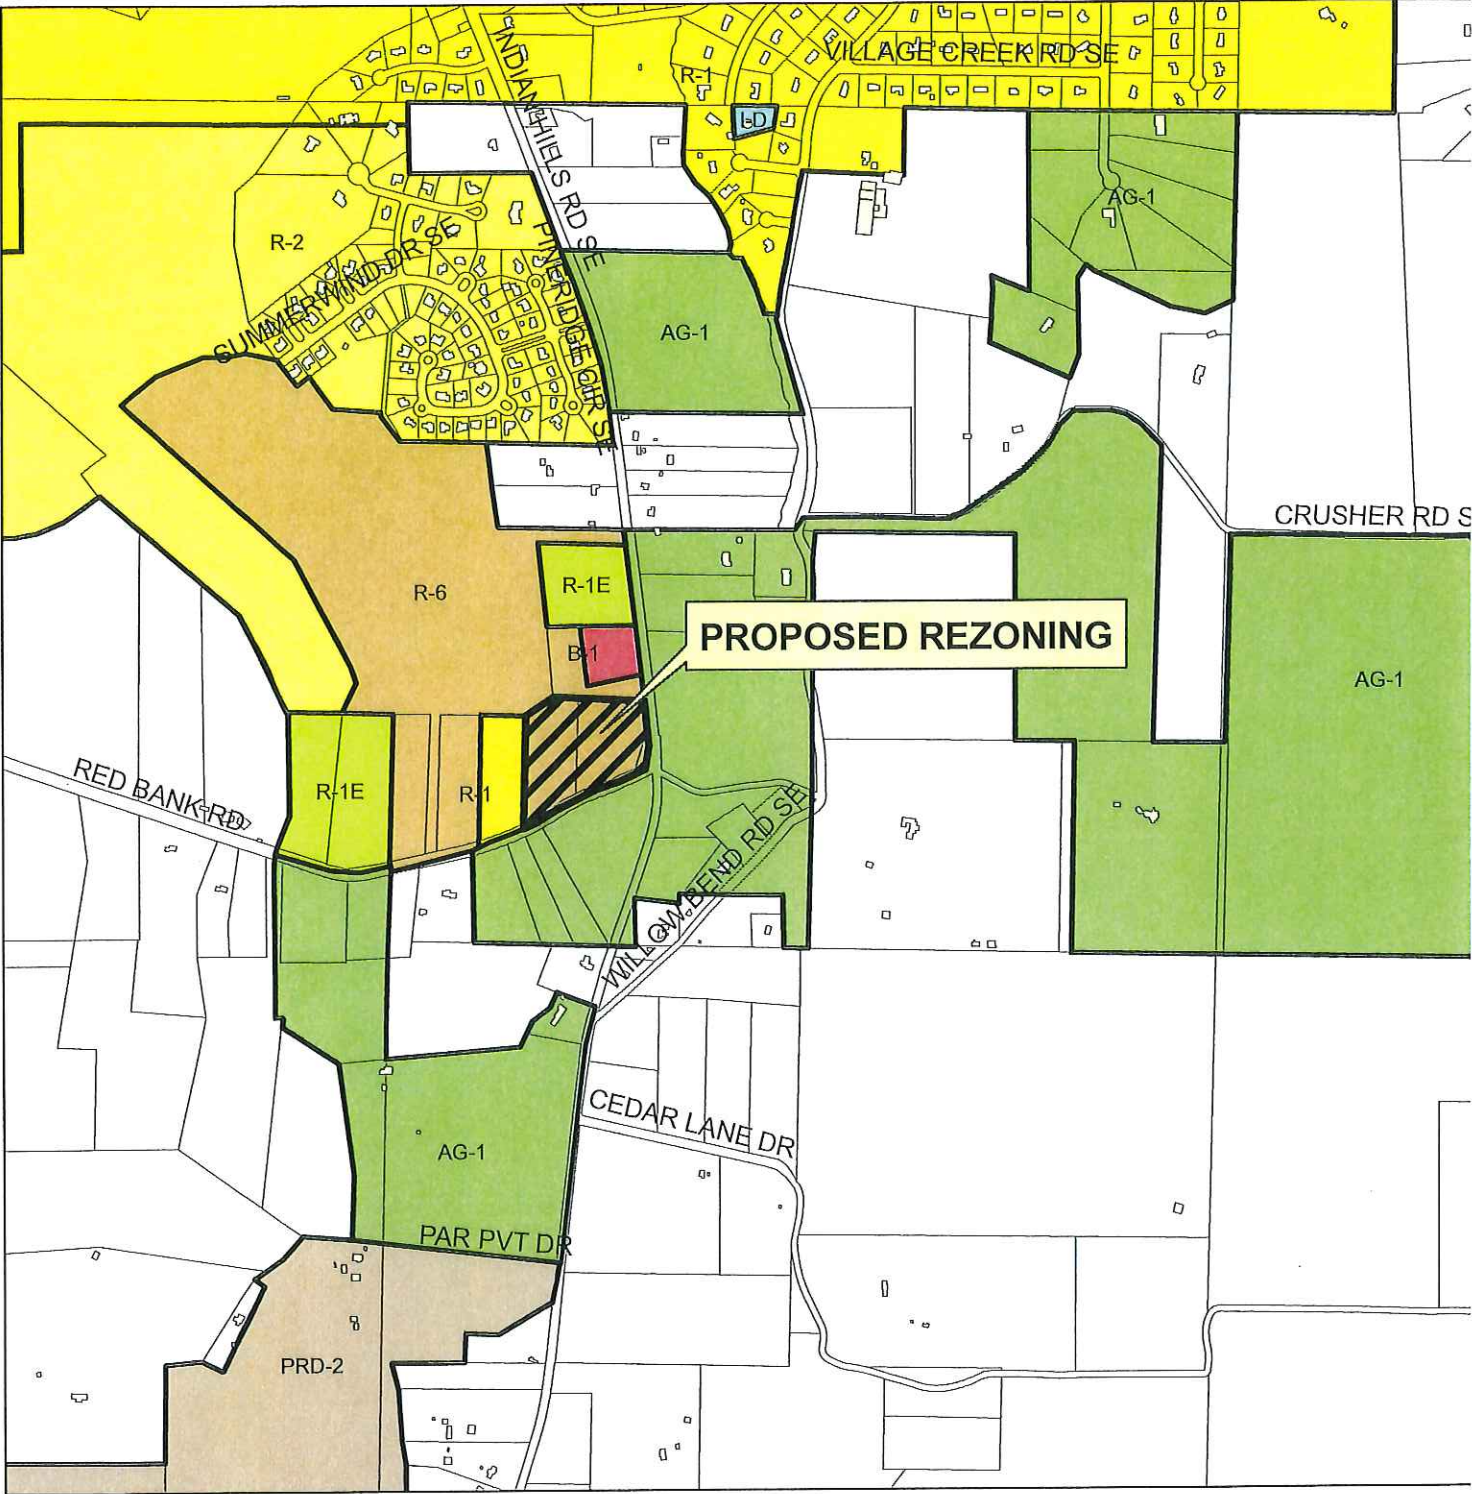 VILLAGE CREEK RD SE
INDIAN HILLS RD SE
R-1
LD
AG-1
R-2
SUMMERWIND DR SE
PINERIDGE CIR SE
AG-1
CRUSHER RD S
R-6
R-1E
PROPOSED REZONING
B-1
AG-1
RED BANK RD
R-1E
R-1
WILLOW BEND RD SE
CEDAR LANE DR
AG-1
PAR PVT DR
PRD-2